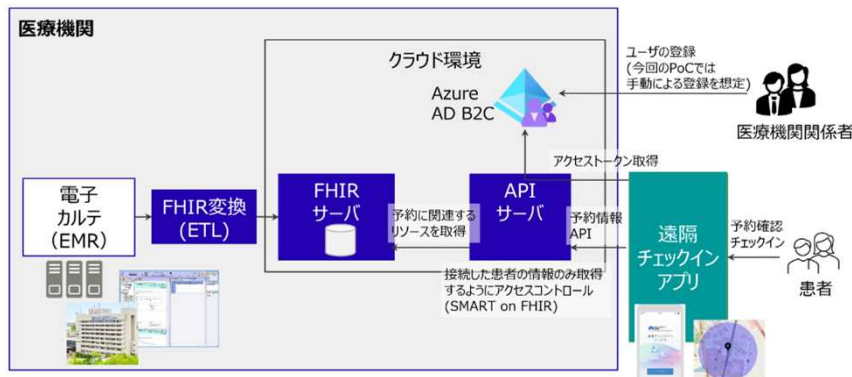 医療機関
クラウド環境
Azure
AD B2C
ユーザの登録
(今回のPoCでは
手動による登録を想定)
医療機関関係者
アクセストークン取得
電子
カルテ
(EMR)
FHIR変換
(ETL)
FHIR
サーバ
予約に関連する
リソースを取得
API
サーバ
予約情報
API
遠隔
チェックイン
アプリ
予約確認
チェックイン
患者
接続した患者の情報のみ取得
するようにアクセスコントロール
(SMART on FHIR)